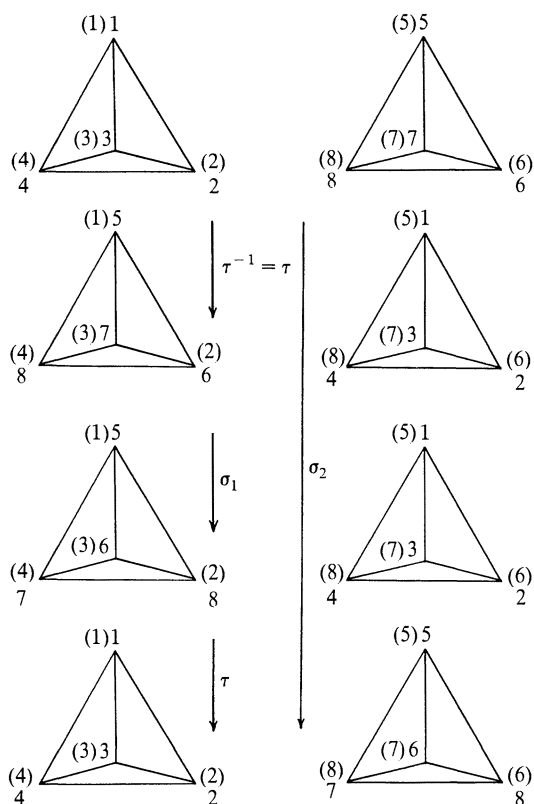 (1) 1 (5) 5
(3) 3 (7) 7
(4) (2) (8) (6)
4 2 8 6
(1) 5 (5) 1
τ⁻¹ = τ
(3) 7 (7) 3
(4) (2) (8) (6)
8 6 4 2
(1) 5 (5) 1
σ₁ σ₂
(3) 6 (7) 3
(4) (2) (8) (6)
7 8 4 2
(1) 1 (5) 5
τ
(3) 3 (7) 6
(4) (2) (8) (6)
4 2 7 8